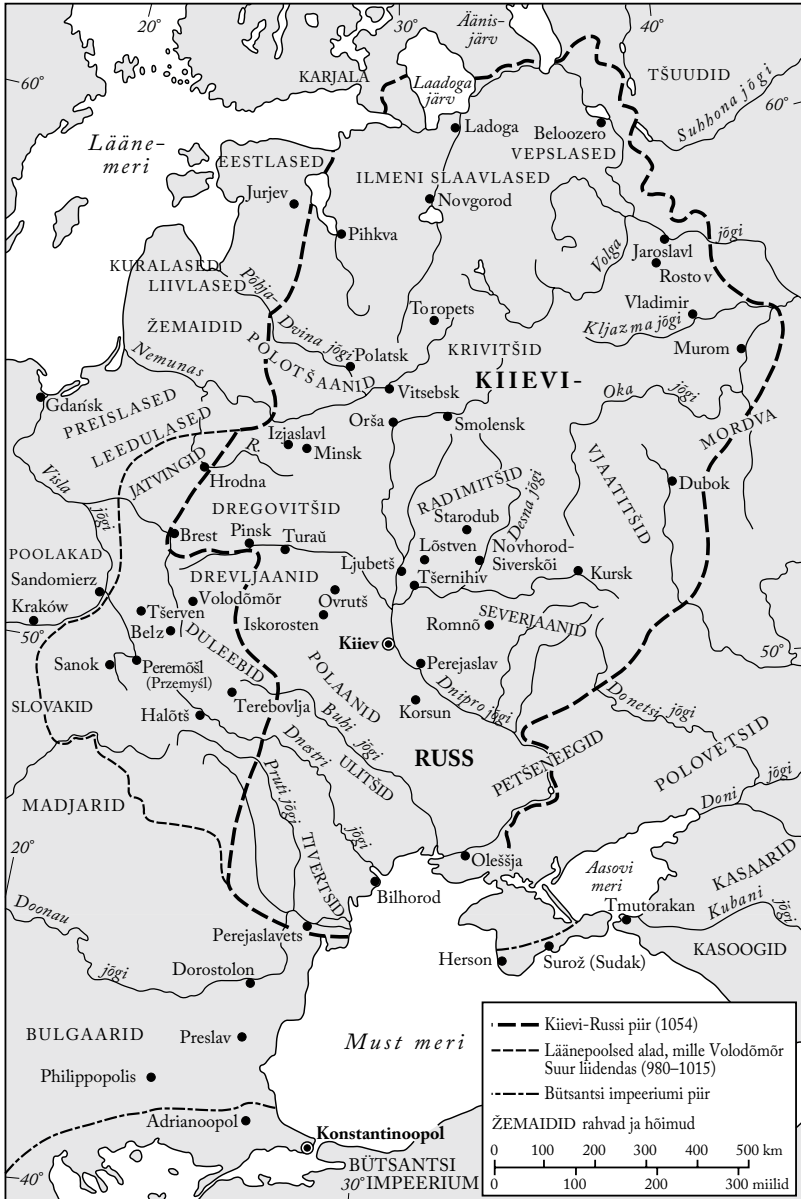 20°
30°
40°
60°
60°
Äänis-
järv
KARJALA
Laadoga
järv
TŠUUDID
Suhhona jõgi
Ladoga
Beloozero
VEPSLASED
Lääne-
meri
EESTLASED
ILMENI SLAAVLASED
Jurjev
Novgorod
Pihkva
Volga
jõgi
Jaroslavl
Rostov
KURALASED
LIIVLASED
Põhja-
Dvina jõgi
Toropets
Vladimir
Kljazma jõgi
ŽEMAIDID
POLOTŠAANID
Polatsk
KRIVITŠID
Murom
Nemunas
Vitsebsk
KIIEVI-
Gdańsk
Oka
jõgi
PREISLASED
Orša
Smolensk
MORDVA
LEEDULASED
Izjaslavl
R.
Minsk
VJAATITŠID
JATVINGID
Hrodna
Dubok
Visla
jõgi
RADIMITŠID
Desna jõgi
DREGOVITŠID
Starodub
Brest
Pinsk
Turaŭ
POOLAKAD
Lõstven
Novhorod-
Siverskõi
Ljubetš
Sandomierz
DREVLJAANID
Tšernihiv
Kursk
Volodõmõr
Ovrutš
Kraków
Tšerven
50°
Iskorosten
SEVERJAANID
Belz
Romnõ
DULEEBID
Kiiev
50°
Sanok
Peremõšl
(Przemyśl)
POLAANID
Perejaslav
SLOVAKID
Terebovlja
Dnipro jõgi
Donetsi
jõgi
Halõtš
Buhi jõgi
Korsun
Dnestri
jõgi
ULITŠID
RUSS
PETŠENEEGID
POLOVETSID
MADJARID
Pruti jõgi
Doni
jõgi
20°
TIVERTSID
Oleššja
Aasovi
meri
KASAARID
Bilhorod
Tmutorakan
Kubani
jõgi
Doonau
jõgi
Perejaslavets
Herson
Surož (Sudak)
KASOOGID
Dorostolon
BULGAARID
Preslav
Must meri
Philippopolis
Adrianoopol
Konstantinoopol
BÜTSANTSI
IMPEERIUM
40°
30°
Kiievi-Russi piir (1054)
Läänepoolsed alad, mille Volodõmõr
Suur liidendas (980–1015)
Bütsantsi impeeriumi piir
ŽEMAIDID rahvad ja hõimud
0 100 200 300 400 500 km
0 100 200 300 miilid